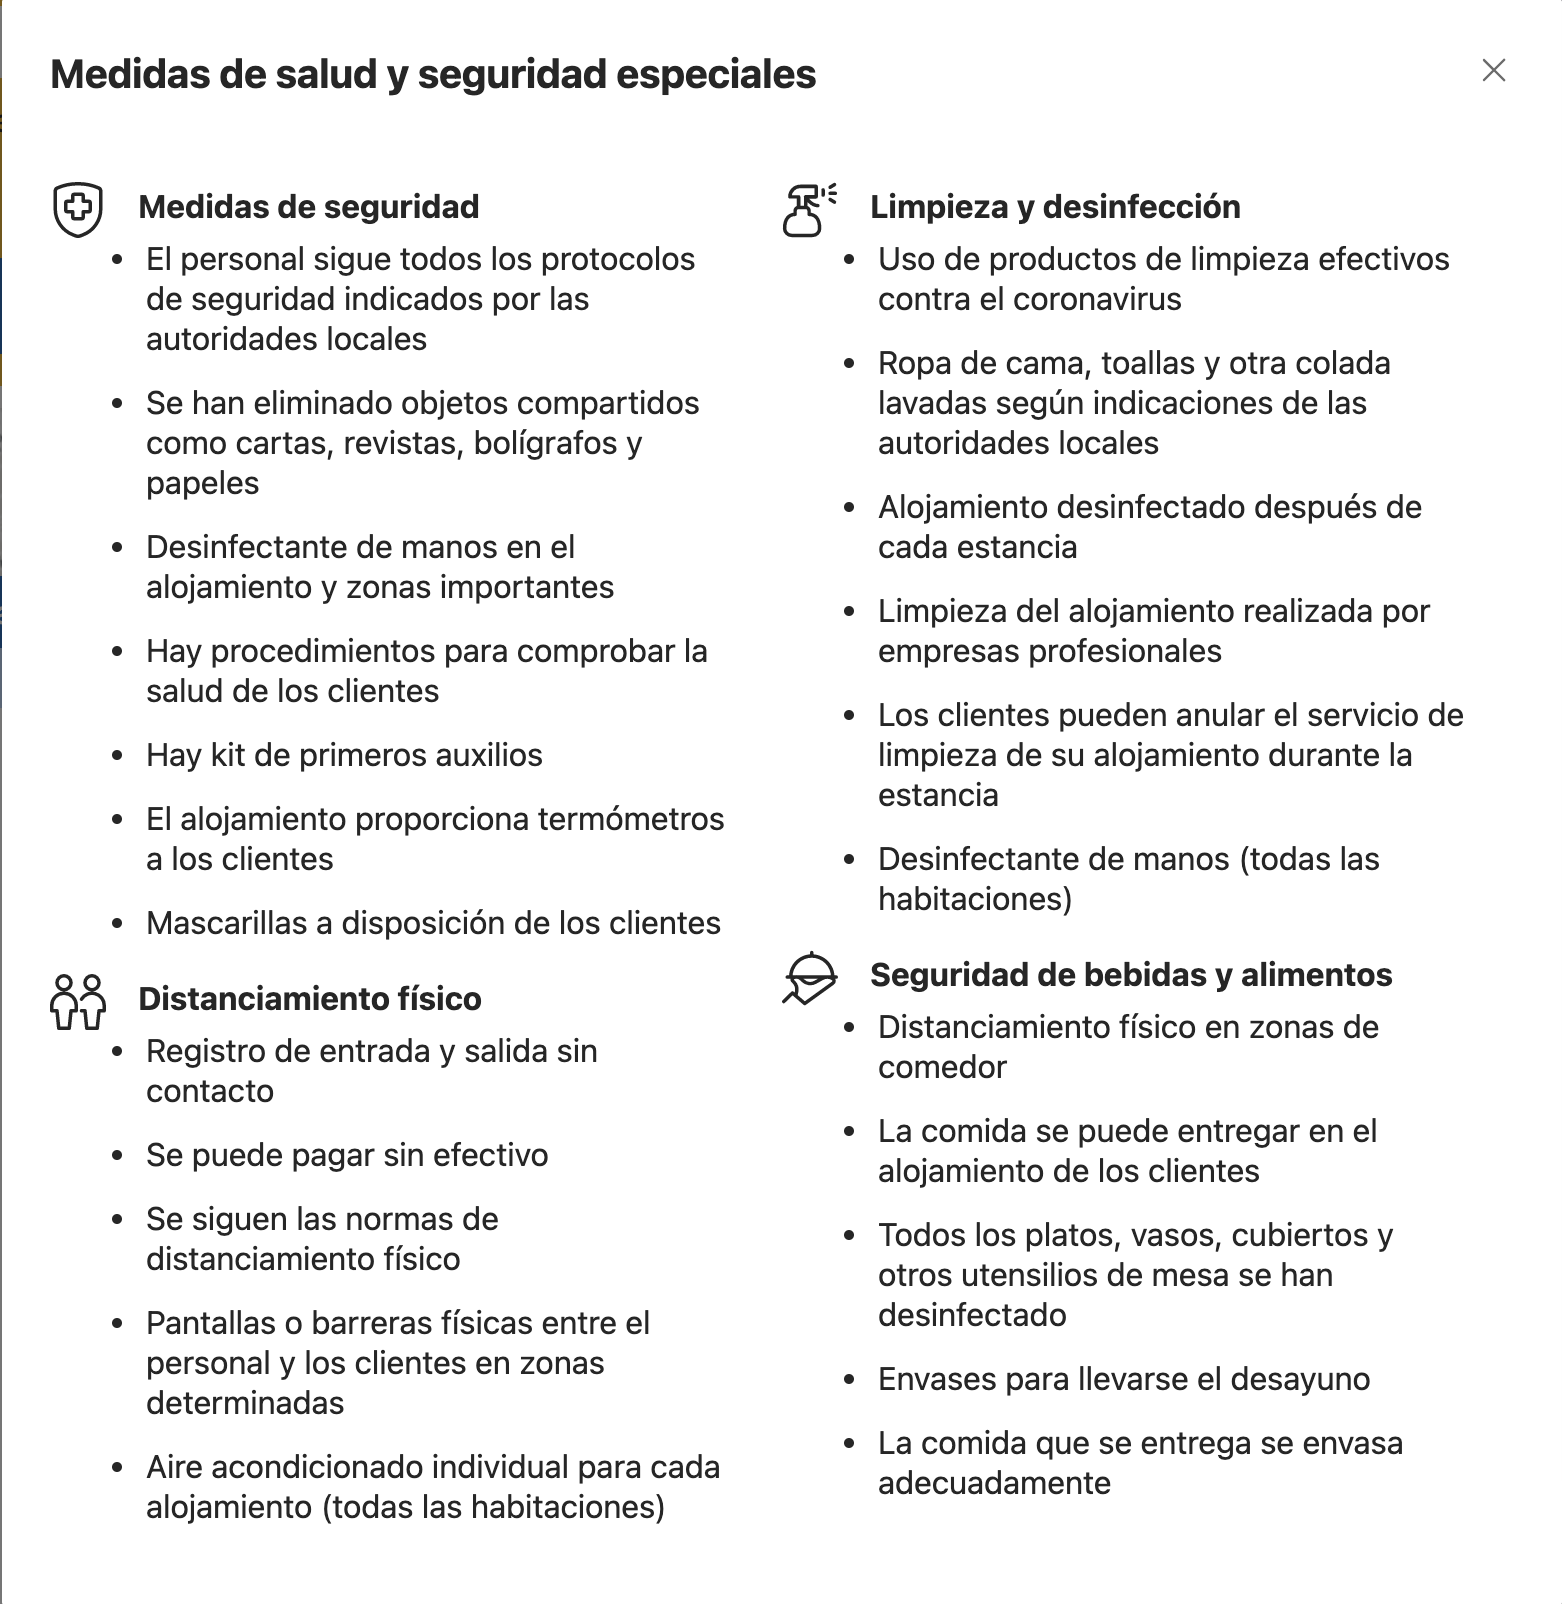 Medidas de salud y seguridad especiales
Medidas de seguridad
El personal sigue todos los protocolos
de seguridad indicados por las
autoridades locales
Se han eliminado objetos compartidos
como cartas, revistas, bolígrafos y
papeles
Desinfectante de manos en el
alojamiento y zonas importantes
Hay procedimientos para comprobar la
salud de los clientes
Hay kit de primeros auxilios
El alojamiento proporciona termómetros
a los clientes
Mascarillas a disposición de los clientes
Distanciamiento físico
Registro de entrada y salida sin
contacto
Se puede pagar sin efectivo
Se siguen las normas de
distanciamiento físico
Pantallas o barreras físicas entre el
personal y los clientes en zonas
determinadas
Aire acondicionado individual para cada
alojamiento (todas las habitaciones)
Limpieza y desinfección
Uso de productos de limpieza efectivos
contra el coronavirus
Ropa de cama, toallas y otra colada
lavadas según indicaciones de las
autoridades locales
Alojamiento desinfectado después de
cada estancia
Limpieza del alojamiento realizada por
empresas profesionales
Los clientes pueden anular el servicio de
limpieza de su alojamiento durante la
estancia
Desinfectante de manos (todas las
habitaciones)
Seguridad de bebidas y alimentos
Distanciamiento físico en zonas de
comedor
La comida se puede entregar en el
alojamiento de los clientes
Todos los platos, vasos, cubiertos y
otros utensilios de mesa se han
desinfectado
Envases para llevarse el desayuno
La comida que se entrega se envasa
adecuadamente